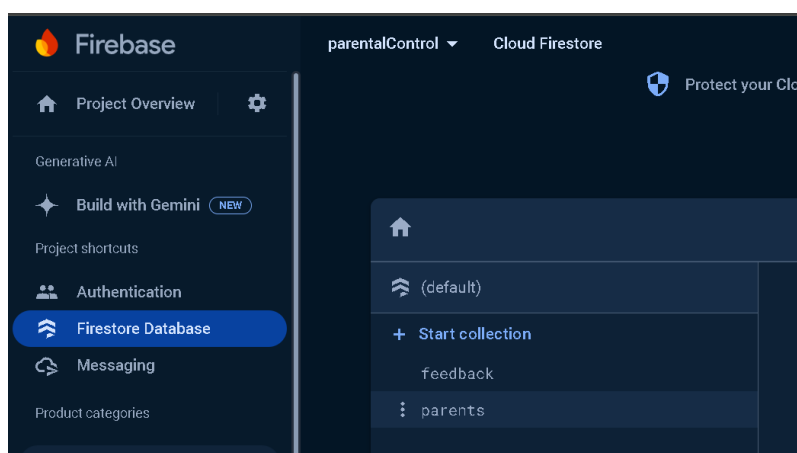 Firebase
parentalControl
Cloud Firestore
Project Overview
Protect your
Generative AI
Build with Gemini NEW
Project shortcuts
Authentication
Firestore Database
Messaging
Product categories
(default)
+ Start collection
feedback
parents